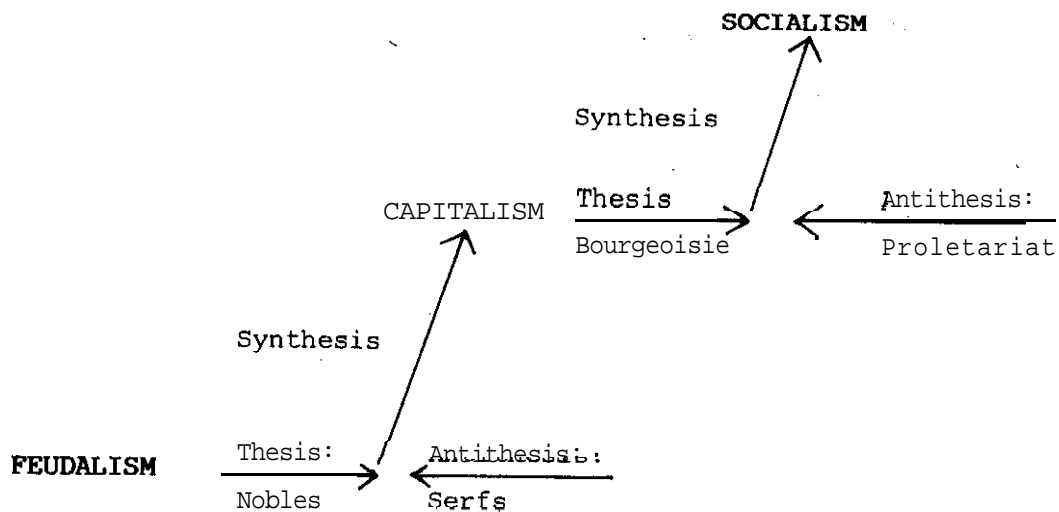 SOCIALISM
Synthesis
Thesis
Antithesis:
CAPITALISM
Bourgeoisie
Proletariat
Synthesis
Thesis:
Antithesis:
FEUDALISM
Nobles
Serfs